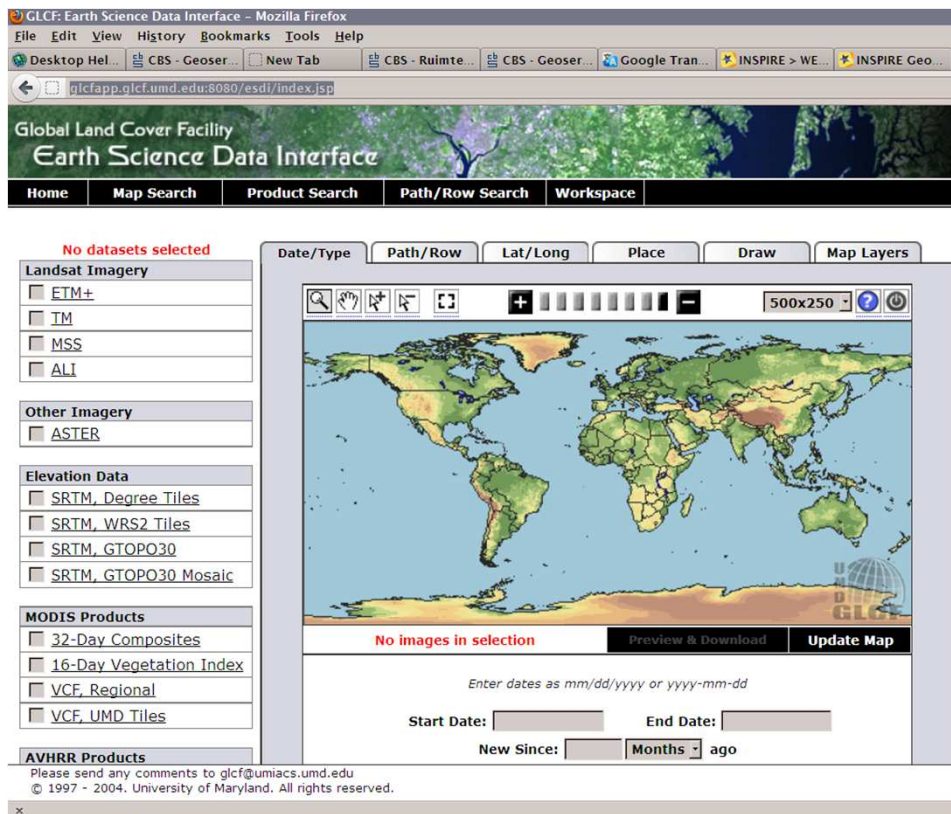 GLCF: Earth Science Data Interface - Mozilla Firefox
File Edit View History Bookmarks Tools Help
Desktop Hel... CBS - Geoser... New Tab CBS - Ruimte... CBS - Geoser... Google Tran... INSPIRE > WE... INSPIRE Geo...
glcfapp.glcf.umd.edu:8080/esdi/index.jsp
Global Land Cover Facility
Earth Science Data Interface
Home Map Search Product Search Path/Row Search Workspace
No datasets selected
Landsat Imagery
ETM+
TM
MSS
ALI
Other Imagery
ASTER
Elevation Data
SRTM, Degree Tiles
SRTM, WRS2 Tiles
SRTM, GTOPO30
SRTM, GTOPO30 Mosaic
MODIS Products
32-Day Composites
16-Day Vegetation Index
VCF, Regional
VCF, UMD Tiles
AVHRR Products
Date/Type Path/Row Lat/Long Place Draw Map Layers
500x250 ?
UMD
GLCF
No images in selection Preview & Download Update Map
Enter dates as mm/dd/yyyy or yyyy-mm-dd
Start Date: End Date:
New Since: Months ago
Please send any comments to glcf@umiacs.umd.edu
© 1997 - 2004. University of Maryland. All rights reserved.
x